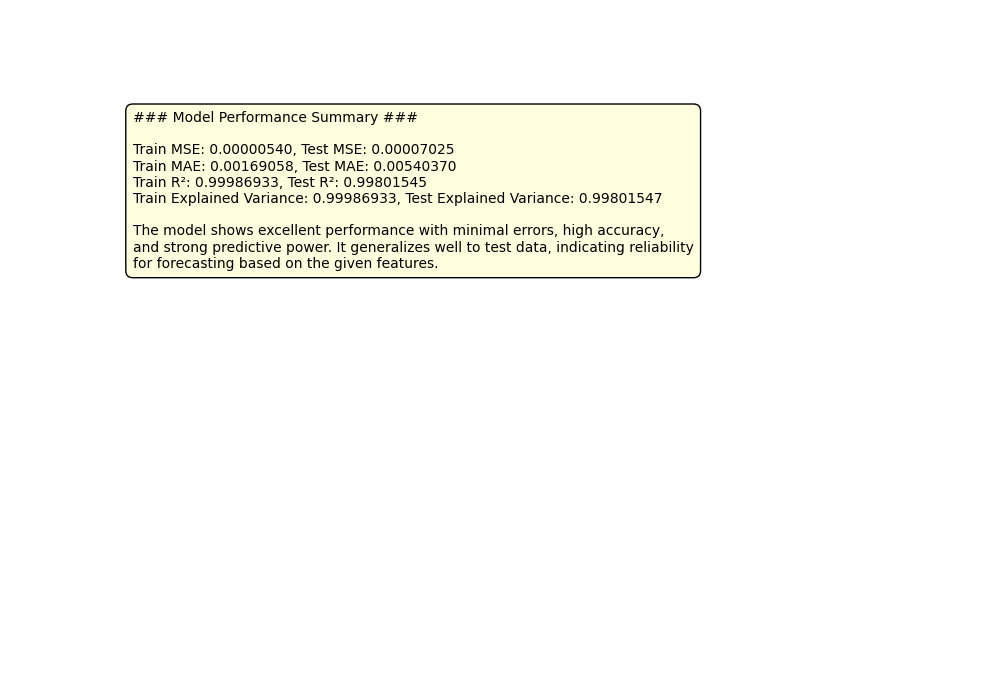 ### Model Performance Summary ###
Train MSE: 0.00000540, Test MSE: 0.00007025
Train MAE: 0.00169058, Test MAE: 0.00540370
Train R²: 0.99986933, Test R²: 0.99801545
Train Explained Variance: 0.99986933, Test Explained Variance: 0.99801547
The model shows excellent performance with minimal errors, high accuracy,
and strong predictive power. It generalizes well to test data, indicating reliability
for forecasting based on the given features.